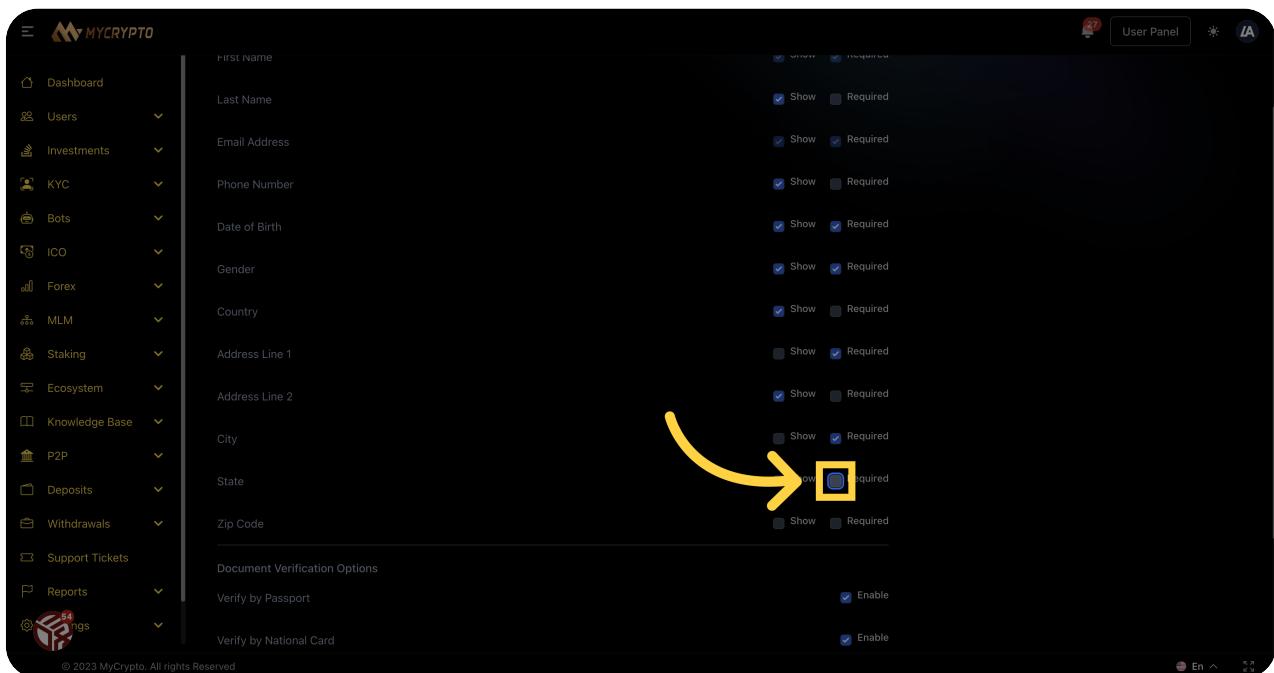 MYCRYPTO
27
User Panel
First Name Show Required
Dashboard
Last Name Show Required
Users
Email Address Show Required
Investments
Phone Number Show Required
KYC
Bots
Date of Birth Show Required
ICO
Gender Show Required
Forex
Country Show Required
MLM
Staking
Address Line 1 Show Required
Ecosystem
Address Line 2 Show Required
Knowledge Base
City Show Required
P2P
State ow equired
Deposits
Withdrawals
Zip Code Show Required
Support Tickets
Document Verification Options
Reports
Verify by Passport Enable
54
ngs
Verify by National Card Enable
© 2023 MyCrypto. All rights Reserved
En